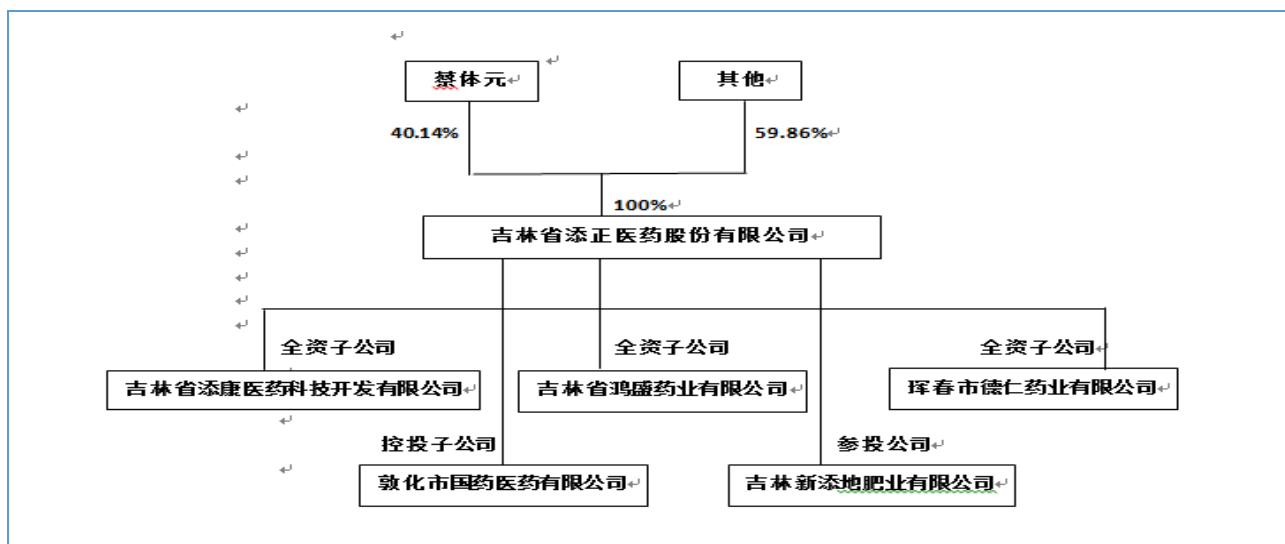 蔡体元
其他
40.14%
59.86%
100%
吉林省添正医药股份有限公司
全资子公司
全资子公司
全资子公司
吉林省添康医药科技开发有限公司
吉林省鸿盛药业有限公司
珲春市德仁药业有限公司
控投子公司
参投公司
敦化市国药医药有限公司
吉林新添地肥业有限公司